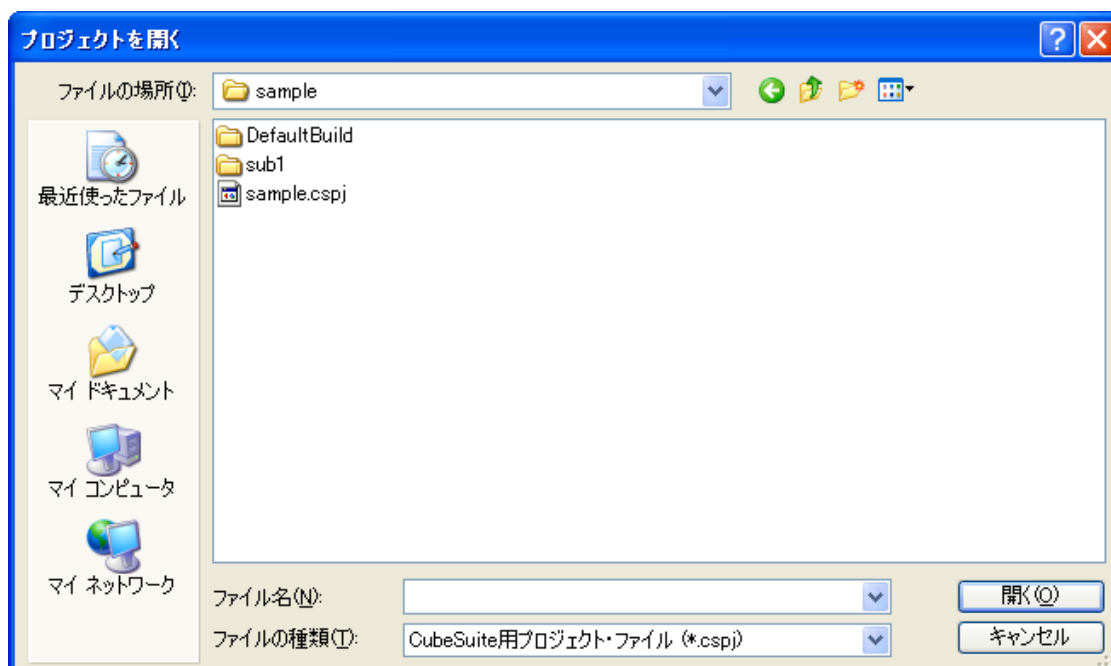 プロジェクトを開く
ファイルの場所(I):
sample
DefaultBuild
sub1
sample.cspj
最近使ったファイル
デスクトップ
マイ ドキュメント
マイ コンピュータ
マイ ネットワーク
ファイル名(N):
開く(O)
ファイルの種類(T):
CubeSuite用プロジェクト・ファイル (*.cspj)
キャンセル